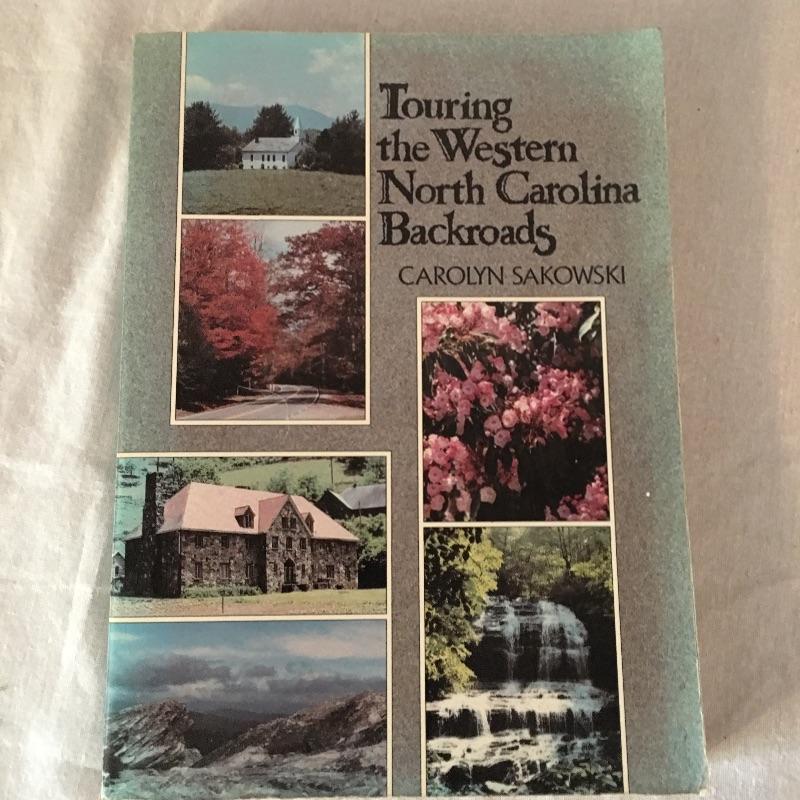 Touring
the Western
North Carolina
Backroads
CAROLYN SAKOWSKI